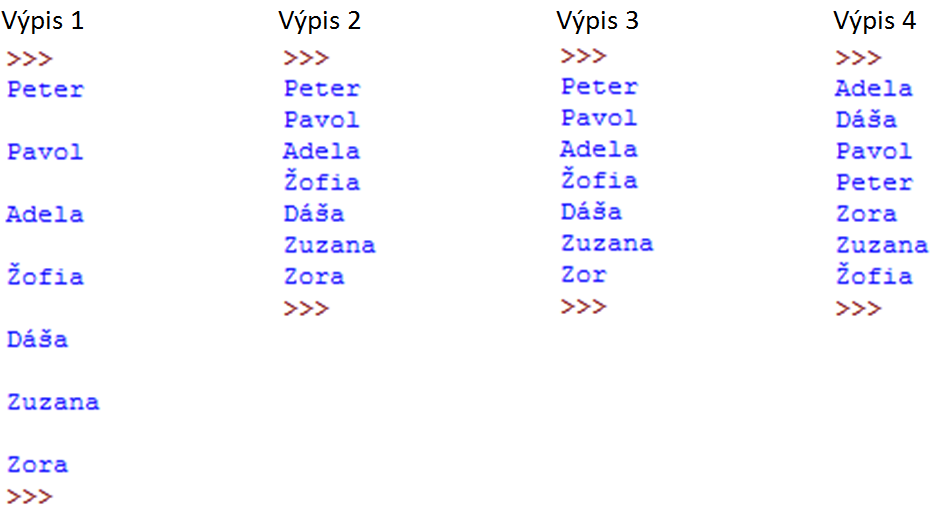 Výpis 1
>>>
Peter
Pavol
Adela
Žofia
Dáša
Zuzana
Zora
>>>
Výpis 2
>>>
Peter
Pavol
Adela
Žofia
Dáša
Zuzana
Zora
>>>
Výpis 3
>>>
Peter
Pavol
Adela
Žofia
Dáša
Zuzana
Zor
>>>
Výpis 4
>>>
Adela
Dáša
Pavol
Peter
Zora
Zuzana
Žofia
>>>